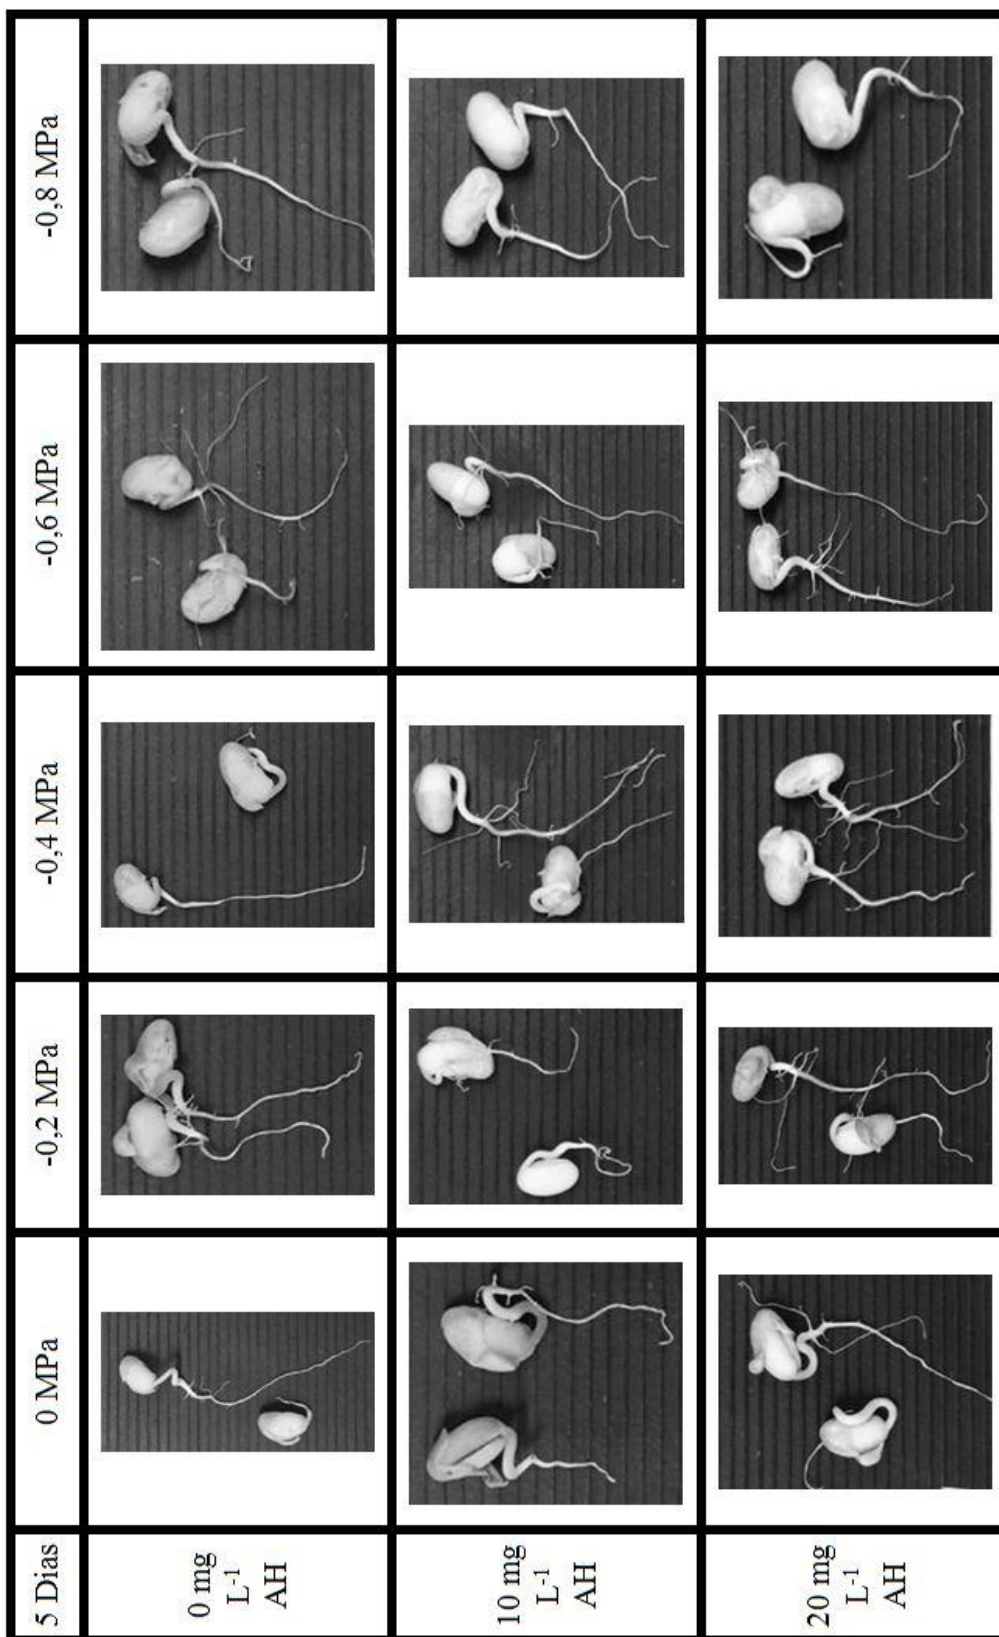 5 Dias
0 MPa
-0,2 MPa
-0,4 MPa
-0,6 MPa
-0,8 MPa
0 mg
L⁻¹
AH
10 mg
L⁻¹
AH
20 mg
L⁻¹
AH